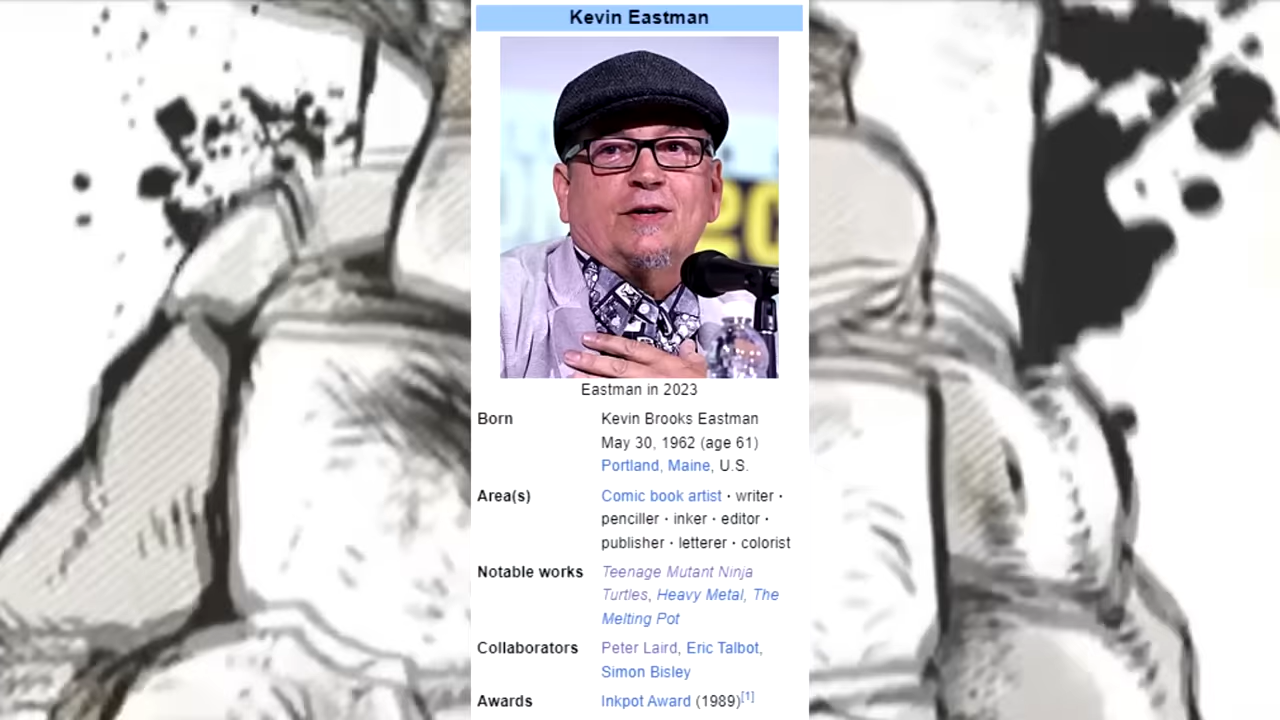 Kevin Eastman
20
Eastman in 2023
Born Kevin Brooks Eastman
May 30, 1962 (age 61)
Portland, Maine, U.S.
Area(s) Comic book artist · writer ·
penciller · inker · editor ·
publisher · letterer · colorist
Notable works Teenage Mutant Ninja
Turtles, Heavy Metal, The
Melting Pot
Collaborators Peter Laird, Eric Talbot,
Simon Bisley
Awards Inkpot Award (1989)[1]